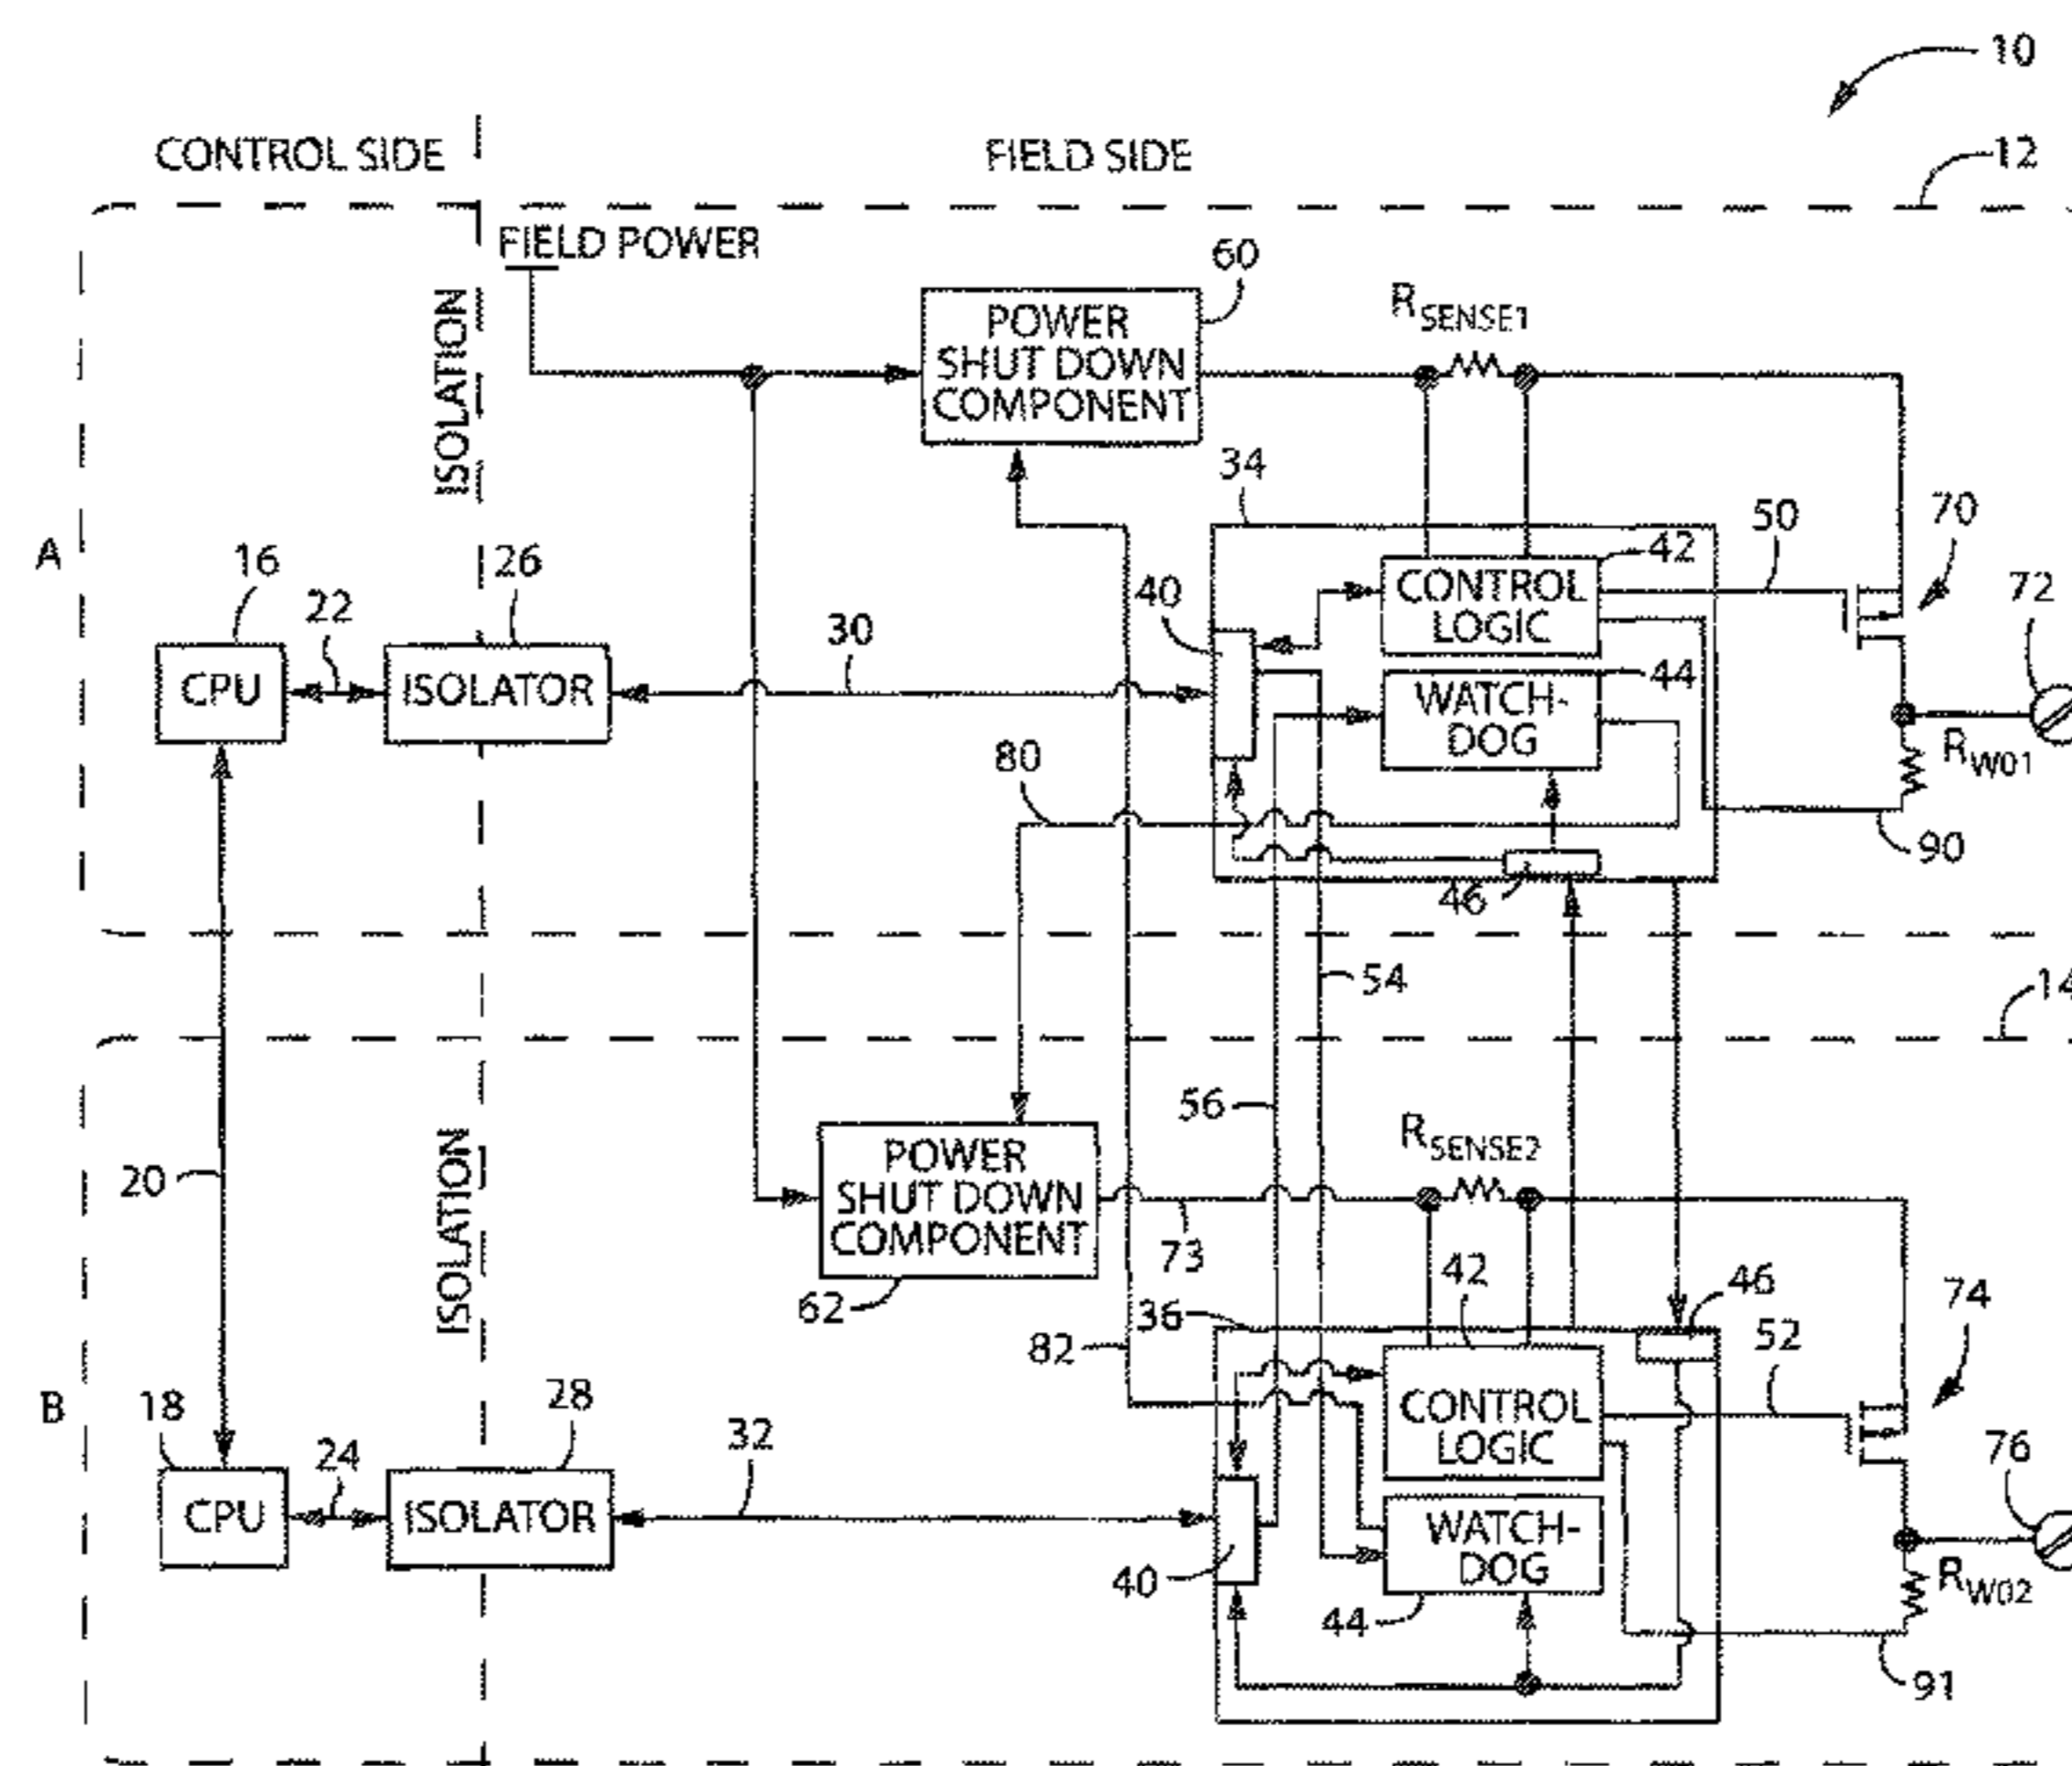 10
CONTROL SIDE
FIELD SIDE
12
FIELD POWER
60
ISOLATION
POWER
SHUT DOWN
COMPONENT
RSENSE1
34
A
16
26
22
30
40
42
CONTROL
LOGIC
50
70
72
CPU
ISOLATOR
44
WATCH-
DOG
RW01
80
46
90
54
14
56
20
ISOLATION
POWER
SHUT DOWN
COMPONENT
RSENSE2
73
62
82
36
42
46
52
74
B
18
24
28
32
CONTROL
LOGIC
76
CPU
ISOLATOR
40
WATCH-
DOG
44
RW02
91